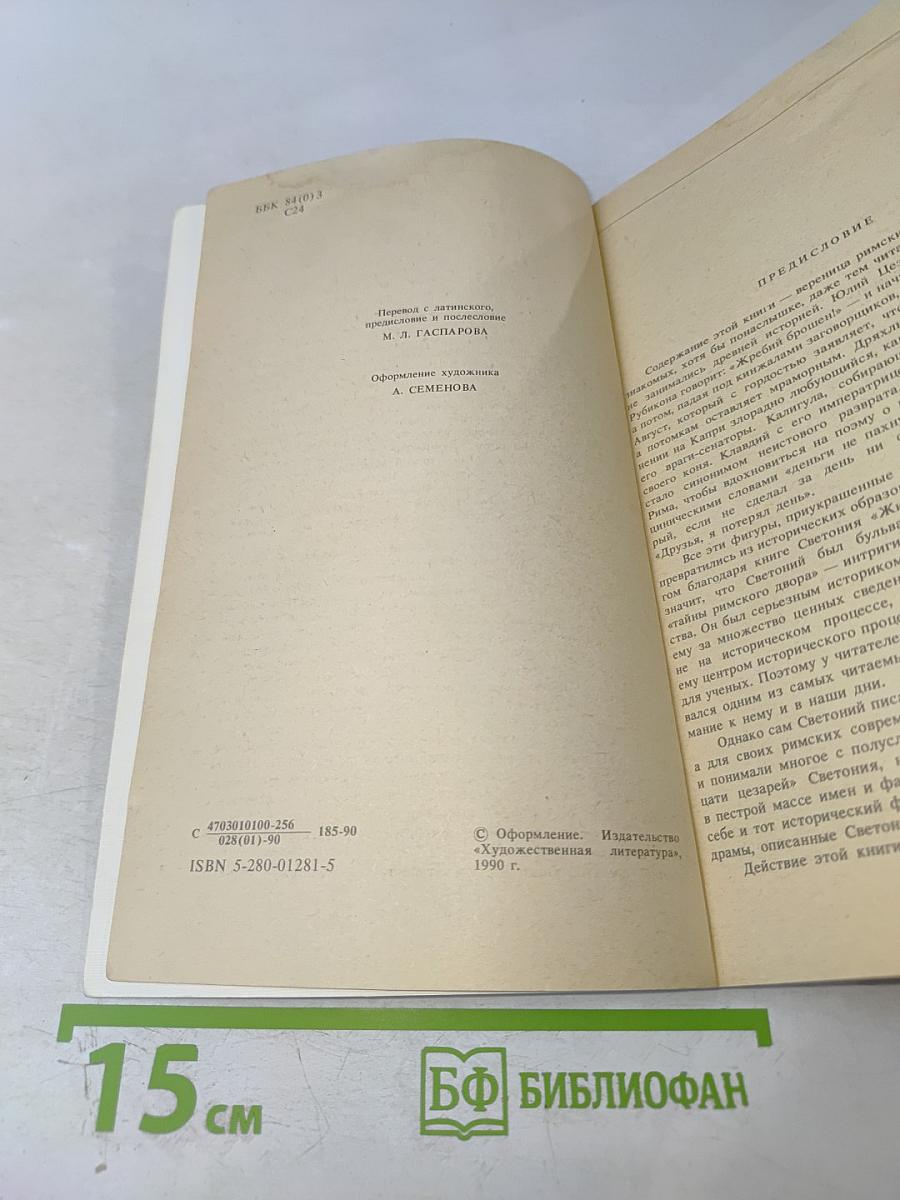 ББК 84(0)3
С24
Перевод с латинского,
предисловие и послесловие
М. Л. ГАСПАРОВА
Оформление художника
А. СЕМЕНОВА
С 4703010100-256 185-90
028(01)-90
ISBN 5-280-01281-5
© Оформление. Издательство
«Художественная литература»,
1990 г.
ПРЕДИСЛОВИЕ
Содержание этой книги — вереница римски
знакомых, хотя бы понаслышке, даже тем чита
не занимались древней историей. Юлий Цез
Рубикона говорит: «Жребий брошен!» — и нач
а потом, падая под кинжалами заговорщиков,
Август, который с гордостью заявляет, чт
а потомкам оставляет мраморным. Дряхл
нении на Капри злорадно любующийся, ка
его враги-сенаторы. Калигула, собирающ
своего коня. Клавдий с его императрице
стало синонимом неистового разврата.
Рима, чтобы вдохновиться на поэму о
циническими словами «деньги не пахн
рый, если не сделал за день ни
«Друзья, я потерял день».
Все эти фигуры, приукрашенные
превратились из исторических образо
гом благодаря книге Светония «Жи
значит, что Светоний был бульва
«тайны римского двора» — интриги
ства. Он был серьезным историком
ему за множество ценных сведен
не на историческом процессе,
ему центром исторического проце
для ученых. Поэтому у читателе
вался одним из самых читаемы
мание к нему и в наши дни.
Однако сам Светоний писа
а для своих римских соврем
и понимали многое с полусл
цати цезарей» Светония,
в пестрой массе имен и фа
себе и тот исторический ф
драмы, описанные Светон
Действие этой книги
15 см
БФ БИБЛИОФАН